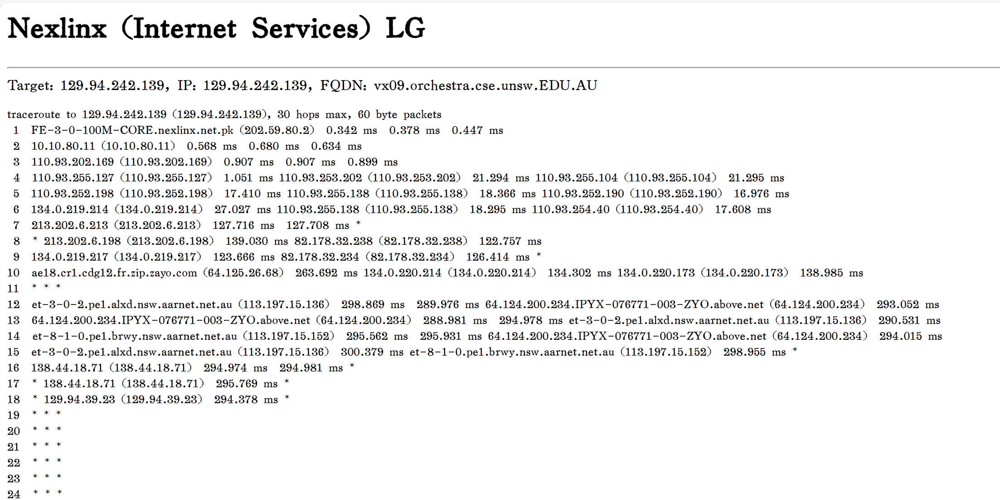 Nexlinx (Internet Services) LG
Target: 129.94.242.139, IP: 129.94.242.139, FQDN: vx09.orchestra.cse.unsw.EDU.AU
traceroute to 129.94.242.139 (129.94.242.139), 30 hops max, 60 byte packets
1 FE-3-0-100M-CORE.nexlinx.net.pk (202.59.80.2) 0.342 ms 0.378 ms 0.447 ms
2 10.10.80.11 (10.10.80.11) 0.568 ms 0.680 ms 0.634 ms
3 110.93.202.169 (110.93.202.169) 0.907 ms 0.907 ms 0.899 ms
4 110.93.255.127 (110.93.255.127) 1.051 ms 110.93.253.202 (110.93.253.202) 21.294 ms 110.93.255.104 (110.93.255.104) 21.295 ms
5 110.93.252.198 (110.93.252.198) 17.410 ms 110.93.255.138 (110.93.255.138) 18.366 ms 110.93.252.190 (110.93.252.190) 16.976 ms
6 134.0.219.214 (134.0.219.214) 27.027 ms 110.93.255.138 (110.93.255.138) 18.295 ms 110.93.254.40 (110.93.254.40) 17.608 ms
7 213.202.6.213 (213.202.6.213) 127.716 ms 127.708 ms *
8 * 213.202.6.198 (213.202.6.198) 139.030 ms 82.178.32.238 (82.178.32.238) 122.757 ms
9 134.0.219.217 (134.0.219.217) 123.666 ms 82.178.32.234 (82.178.32.234) 126.414 ms *
10 ae18.cr1.cdg12.fr.zip.zayo.com (64.125.26.68) 263.692 ms 134.0.220.214 (134.0.220.214) 134.302 ms 134.0.220.173 (134.0.220.173) 138.985 ms
11 * * *
12 et-3-0-2.pe1.alxd.nsw.aarnet.net.au (113.197.15.136) 298.869 ms 289.976 ms 64.124.200.234.IPYX-076771-003-ZYO.above.net (64.124.200.234) 293.052 ms
13 64.124.200.234.IPYX-076771-003-ZYO.above.net (64.124.200.234) 288.981 ms 294.978 ms et-3-0-2.pe1.alxd.nsw.aarnet.net.au (113.197.15.136) 290.531 ms
14 et-8-1-0.pe1.brwy.nsw.aarnet.net.au (113.197.15.152) 295.562 ms 295.931 ms 64.124.200.234.IPYX-076771-003-ZYO.above.net (64.124.200.234) 294.015 ms
15 et-3-0-2.pe1.alxd.nsw.aarnet.net.au (113.197.15.136) 300.379 ms et-8-1-0.pe1.brwy.nsw.aarnet.net.au (113.197.15.152) 298.955 ms *
16 138.44.18.71 (138.44.18.71) 294.974 ms 294.981 ms *
17 * 138.44.18.71 (138.44.18.71) 295.769 ms *
18 * 129.94.39.23 (129.94.39.23) 294.378 ms *
19 * * *
20 * * *
21 * * *
22 * * *
23 * * *
24 * * *